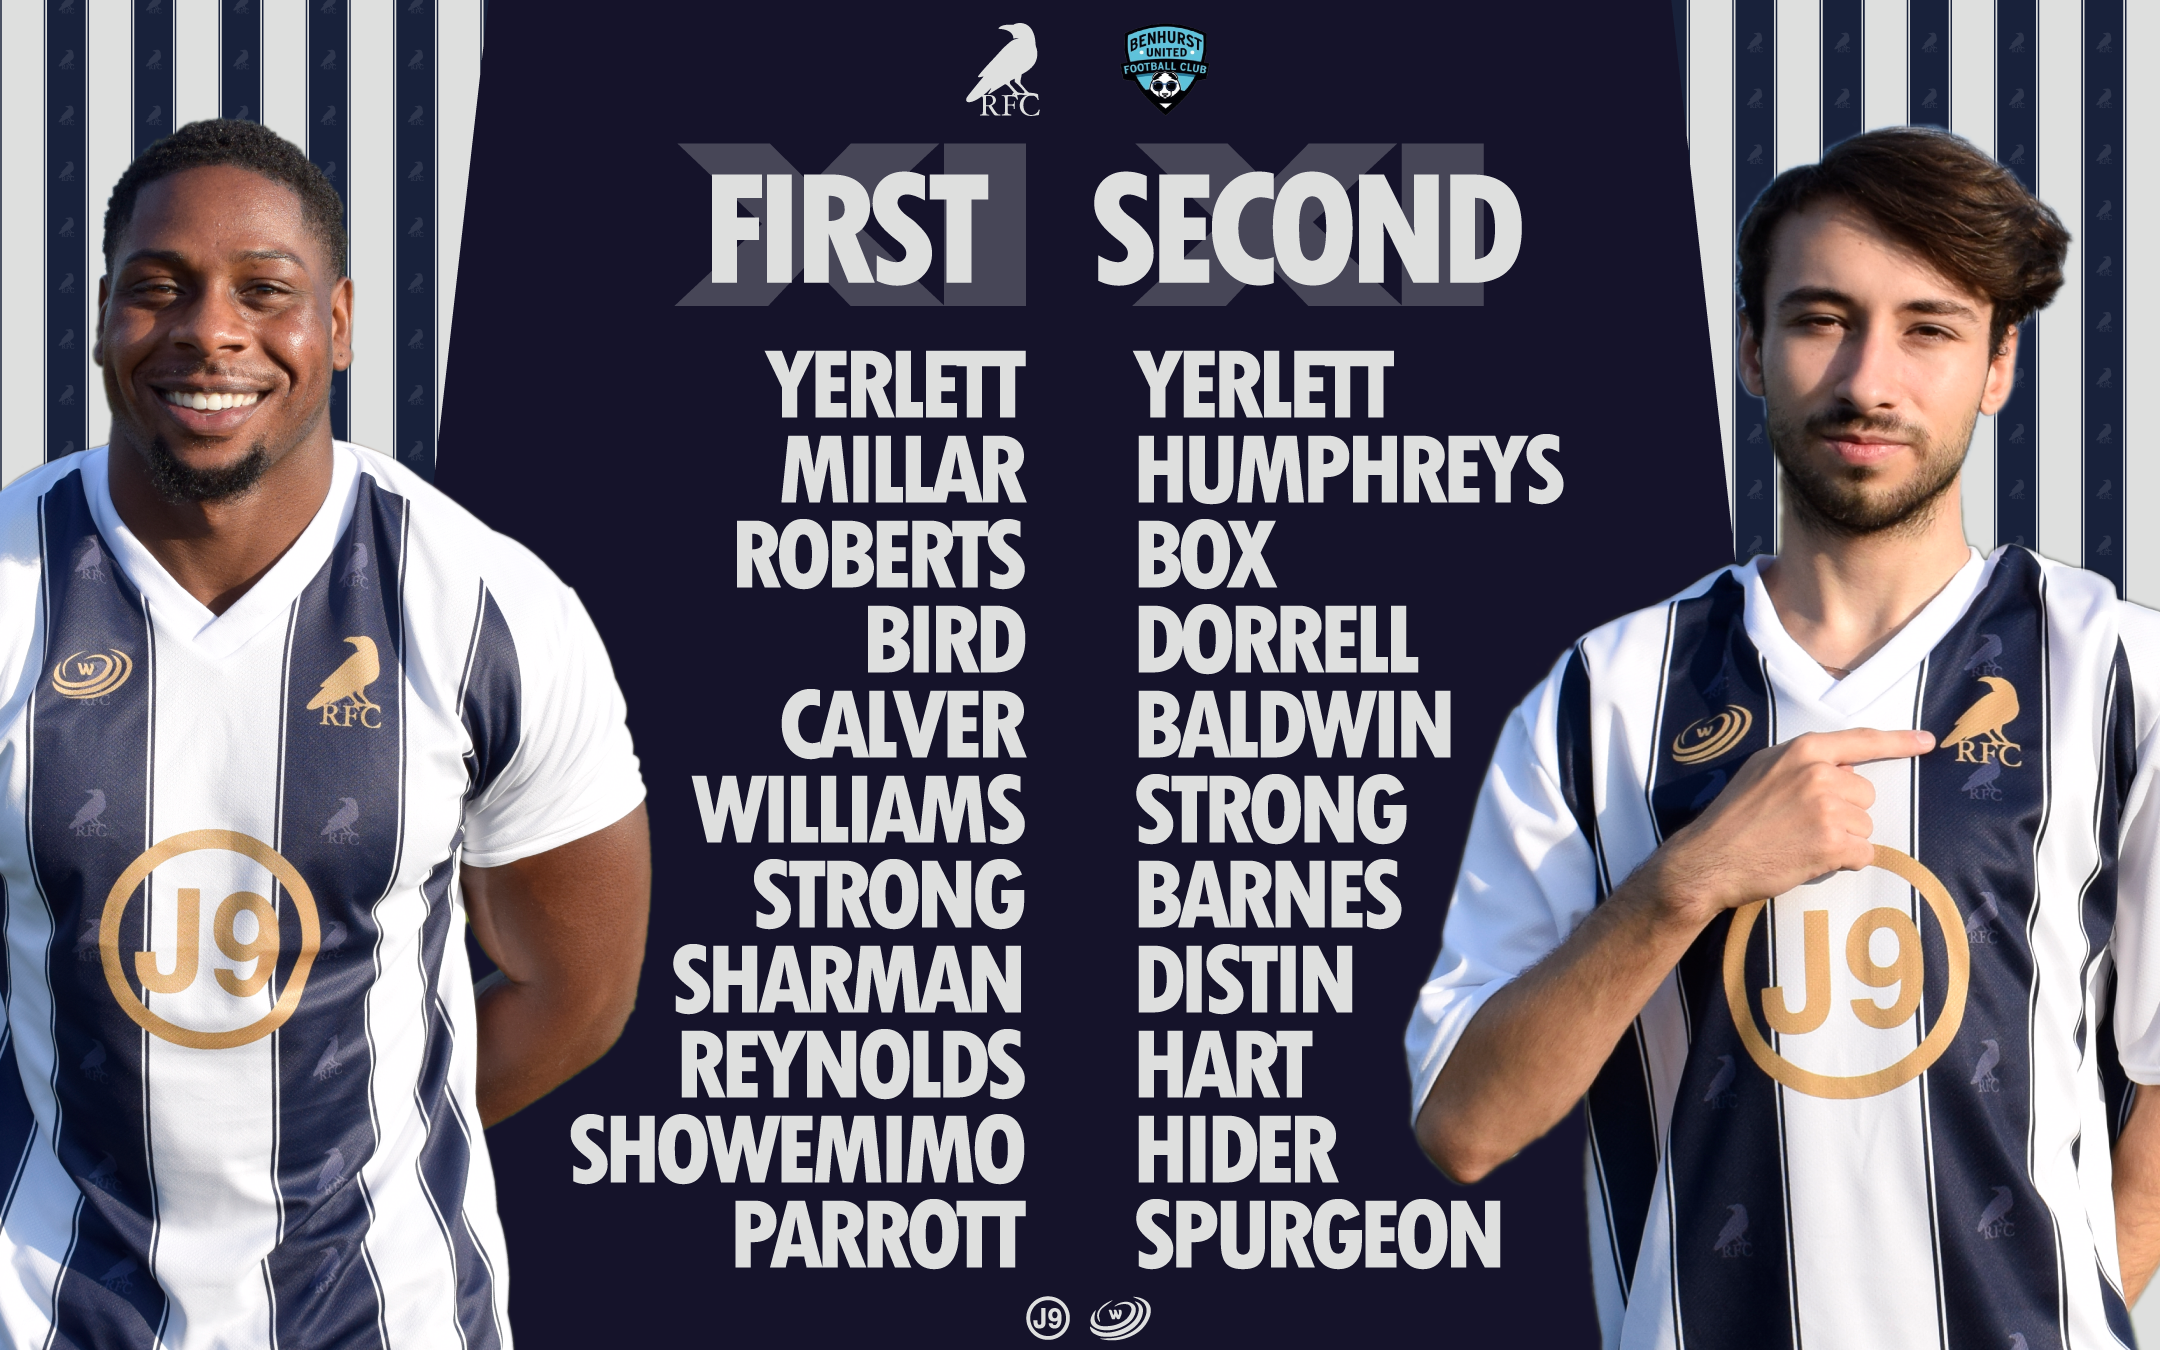 RFC
BENHURST
UNITED
FOOTBALL CLUB
XI
FIRST
XI
SECOND
YERLETT
MILLAR
ROBERTS
BIRD
CALVER
WILLIAMS
STRONG
SHARMAN
REYNOLDS
SHOWEMIMO
PARROTT
YERLETT
HUMPHREYS
BOX
DORRELL
BALDWIN
STRONG
BARNES
DISTIN
HART
HIDER
SPURGEON
W
RFC
J9
W
RFC
J9
J9
W